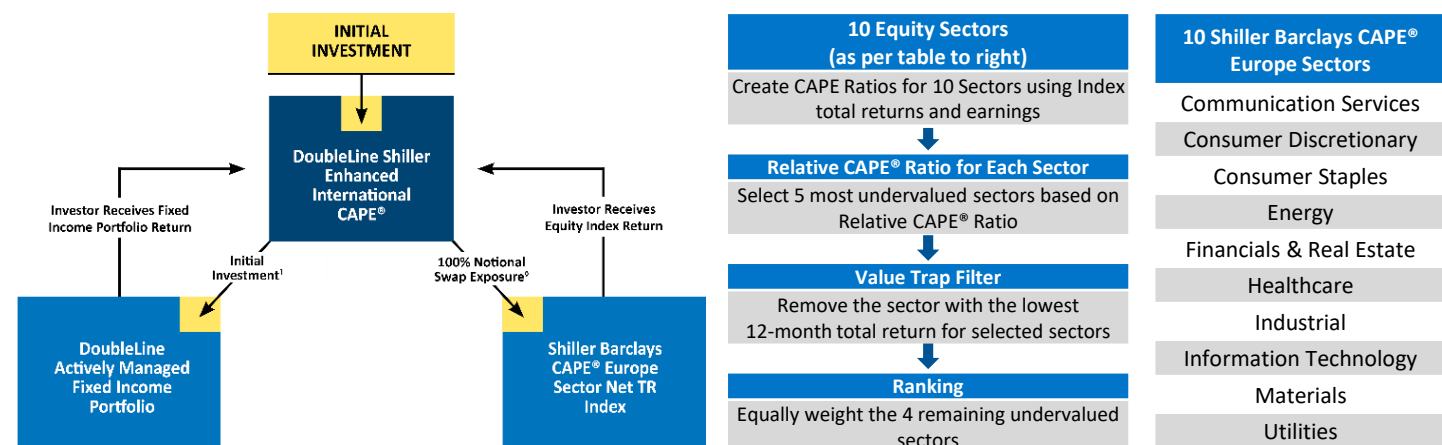 INITIAL
INVESTMENT
DoubleLine Shiller
Enhanced
International
CAPE®
Investor Receives Fixed
Income Portfolio Return
Investor Receives
Equity Index Return
Initial
Investment¹
100% Notional
Swap Exposure⁰
DoubleLine
Actively Managed
Fixed Income
Portfolio
Shiller Barclays
CAPE® Europe
Sector Net TR
Index
10 Equity Sectors
(as per table to right)
Create CAPE Ratios for 10 Sectors using Index
total returns and earnings
Relative CAPE® Ratio for Each Sector
Select 5 most undervalued sectors based on
Relative CAPE® Ratio
Value Trap Filter
Remove the sector with the lowest
12-month total return for selected sectors
Ranking
Equally weight the 4 remaining undervalued
sectors
10 Shiller Barclays CAPE®
Europe Sectors
Communication Services
Consumer Discretionary
Consumer Staples
Energy
Financials & Real Estate
Healthcare
Industrial
Information Technology
Materials
Utilities